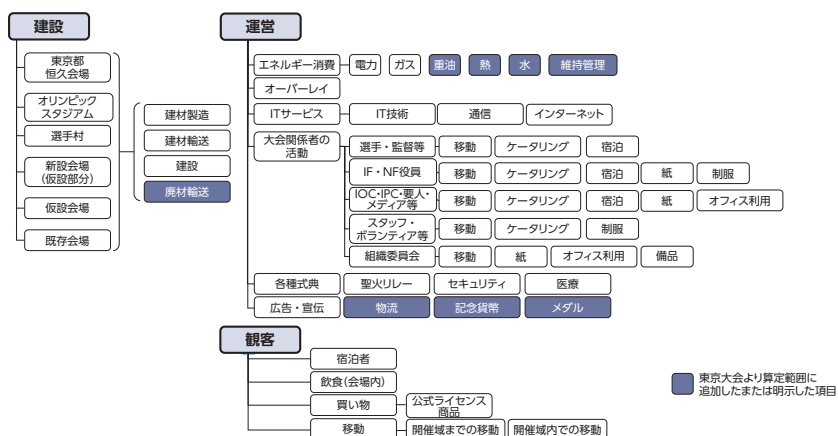 建設
東京都
恒久会場
オリンピック
スタジアム
選手村
新設会場
(仮設部分)
仮設会場
既存会場
建材製造
建材輸送
建設
廃材輸送
運営
エネルギー消費 電力 ガス 重油 熱 水 維持管理
オーバーレイ
ITサービス IT技術 通信 インターネット
大会関係者の
活動
選手・監督等 移動 ケータリング 宿泊
IF・NF役員 移動 ケータリング 宿泊 紙 制服
IOC・IPC・要人・
メディア等 移動 ケータリング 宿泊 紙 オフィス利用
スタッフ・
ボランティア等 移動 ケータリング 制服
組織委員会 移動 紙 オフィス利用 備品
各種式典 聖火リレー セキュリティ 医療
広告・宣伝 物流 記念貨幣 メダル
観客
宿泊者
飲食(会場内)
買い物 公式ライセンス
商品
移動 開催域までの移動 開催域内での移動
東京大会より算定範囲に
追加したまたは明示した項目